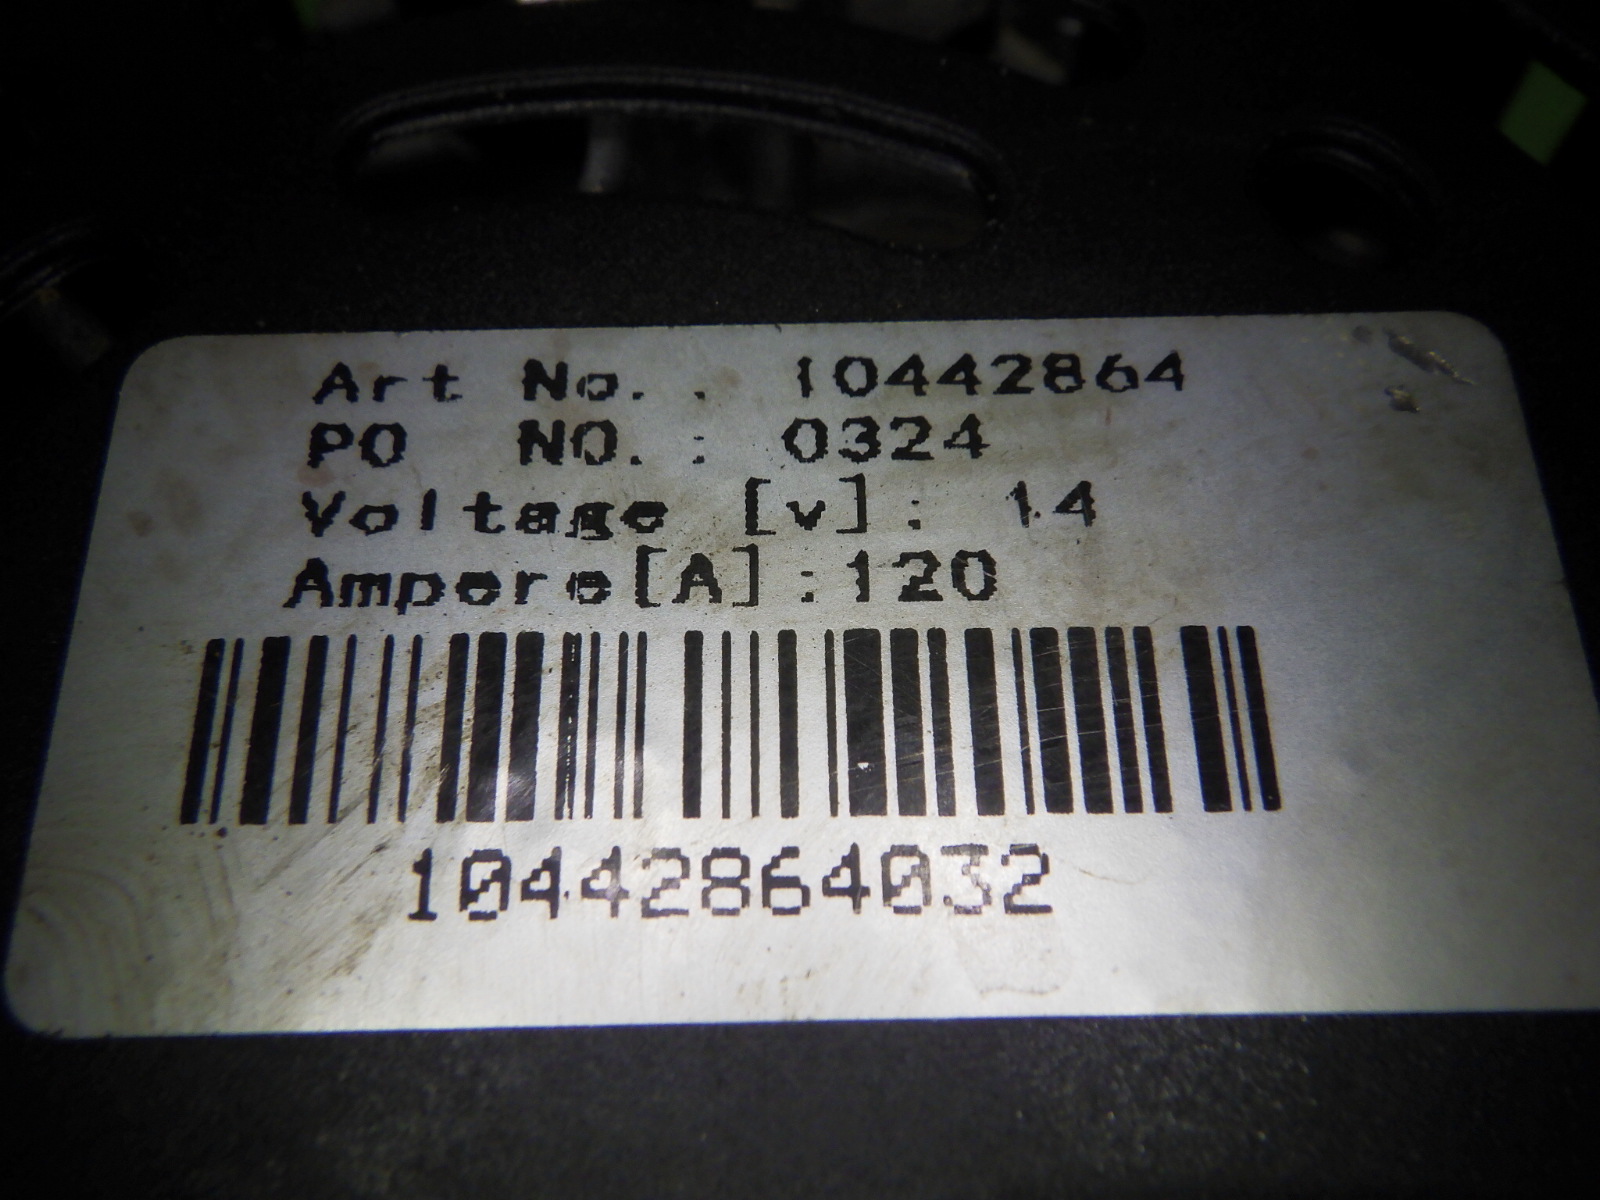 Art No. : 10442864
PO NO. : 0324
Voltage [v]: 14
Ampere[A]:120
10442864032